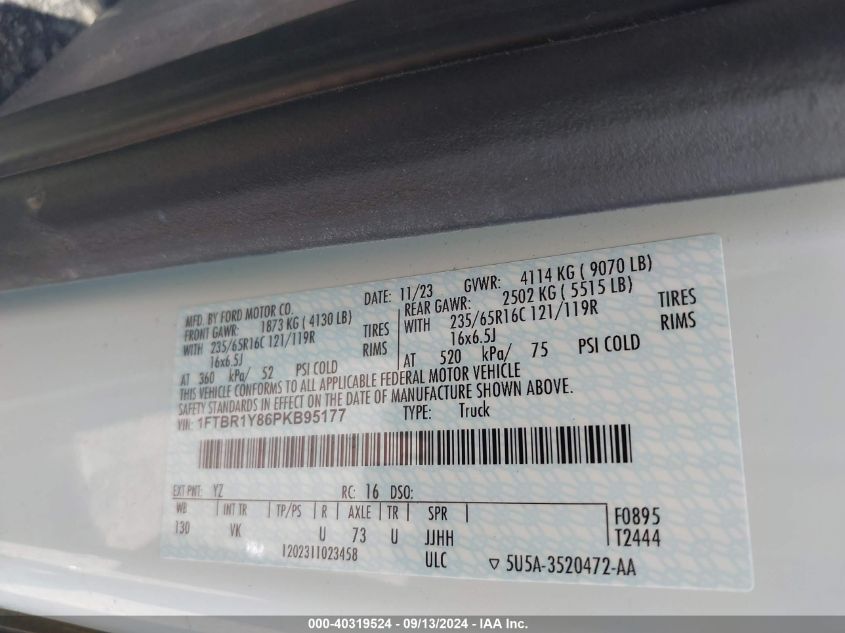 MFD. BY FORD MOTOR CO.
DATE: 11/23
GVWR: 4114 KG ( 9070 LB)
FRONT GAWR: 1873 KG ( 4130 LB)
WITH 235/65R16C 121/119R TIRES
16x6.5J RIMS
AT 360 kPa/ 52 PSI COLD
REAR GAWR: 2502 KG ( 5515 LB)
WITH 235/65R16C 121/119R TIRES
16x6.5J RIMS
AT 520 kPa/ 75 PSI COLD
THIS VEHICLE CONFORMS TO ALL APPLICABLE FEDERAL MOTOR VEHICLE
SAFETY STANDARDS IN EFFECT ON THE DATE OF MANUFACTURE SHOWN ABOVE.
VIN: 1FTBR1Y86PKB95177
TYPE: Truck
EXT PNT: YZ RC: 16 DSO:
WB INT TR TP/PS R AXLE TR SPR
130 VK U 73 U JJHH
F0895
T2444
1202311023458 ULC
5U5A-3520472-AA
000-40319524 - 09/13/2024 - IAA Inc.